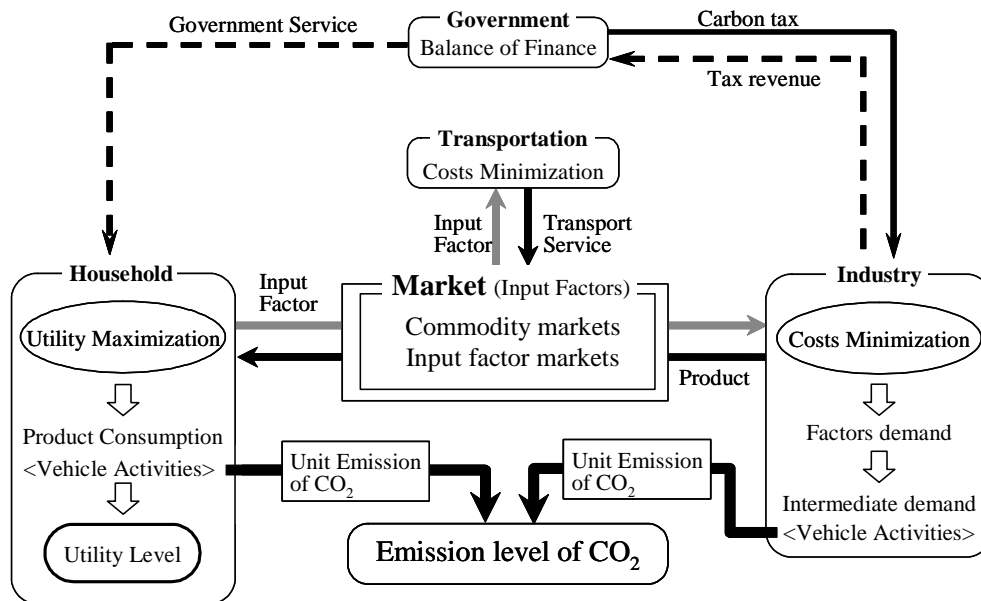 Government
Balance of Finance
Government Service
Carbon tax
Tax revenue
Transportation
Costs Minimization
Input
Factor
Transport
Service
Household
Utility Maximization
Product Consumption
<Vehicle Activities>
Utility Level
Input
Factor
Market (Input Factors)
Commodity markets
Input factor markets
Product
Industry
Costs Minimization
Factors demand
Intermediate demand
<Vehicle Activities>
Unit Emission
of CO₂
Unit Emission
of CO₂
Emission level of CO₂